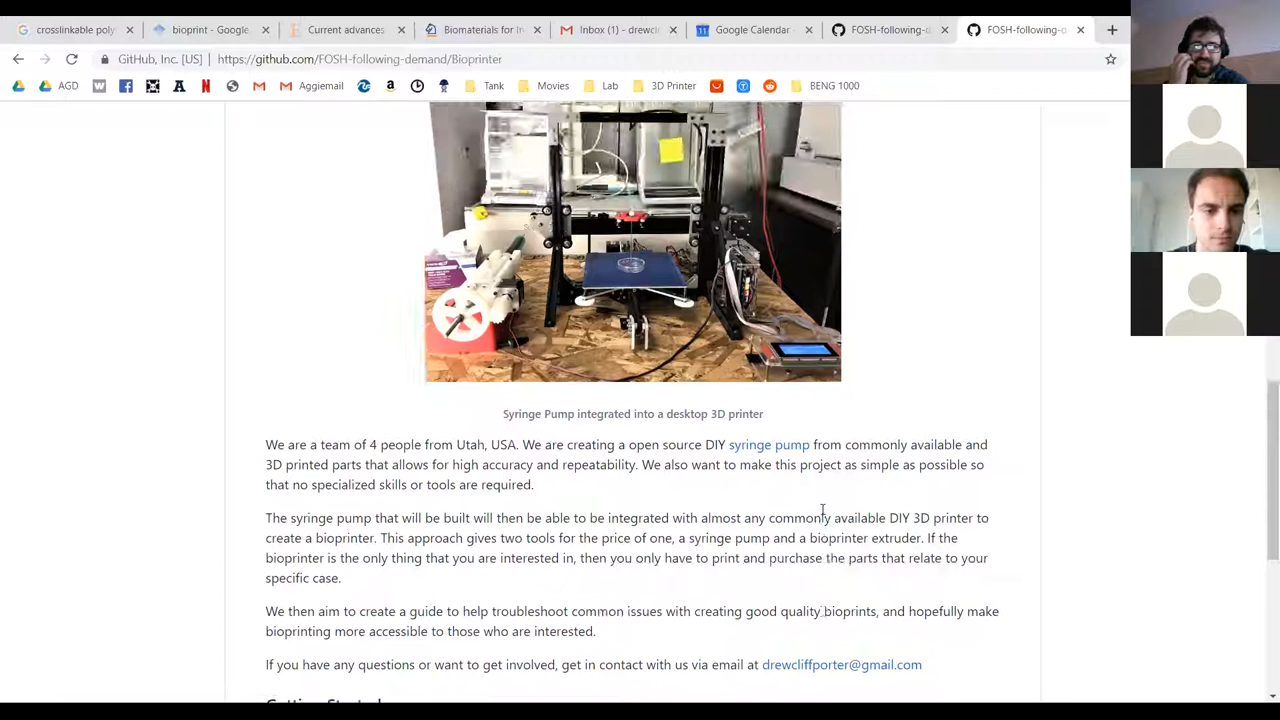 crosslinkable poly
bioprint - Google
Current advances
Biomaterials for In
Inbox (1) - drewcl
Google Calendar -
FOSH-following-d
FOSH-following-d
GitHub, Inc. [US] | https://github.com/FOSH-following-demand/Bioprinter
AGD
Aggiemail
Tank
Movies
Lab
3D Printer
BENG 1000
Syringe Pump integrated into a desktop 3D printer
We are a team of 4 people from Utah, USA. We are creating a open source DIY syringe pump from commonly available and
3D printed parts that allows for high accuracy and repeatability. We also want to make this project as simple as possible so
that no specialized skills or tools are required.
The syringe pump that will be built will then be able to be integrated with almost any commonly available DIY 3D printer to
create a bioprinter. This approach gives two tools for the price of one, a syringe pump and a bioprinter extruder. If the
bioprinter is the only thing that you are interested in, then you only have to print and purchase the parts that relate to your
specific case.
We then aim to create a guide to help troubleshoot common issues with creating good quality bioprints, and hopefully make
bioprinting more accessible to those who are interested.
If you have any questions or want to get involved, get in contact with us via email at drewcliffporter@gmail.com
Getting Started